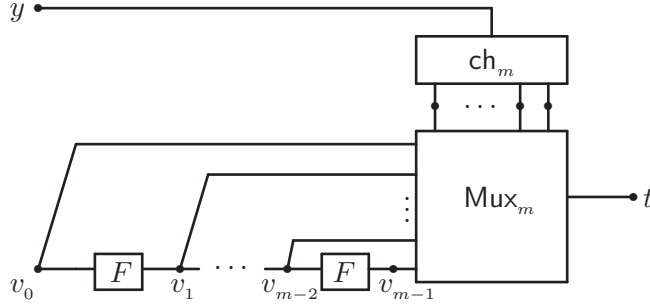 y
ch_m
...
Mux_m
t
⋮
F ... F
v_0 v_1 v_{m-2} v_{m-1}